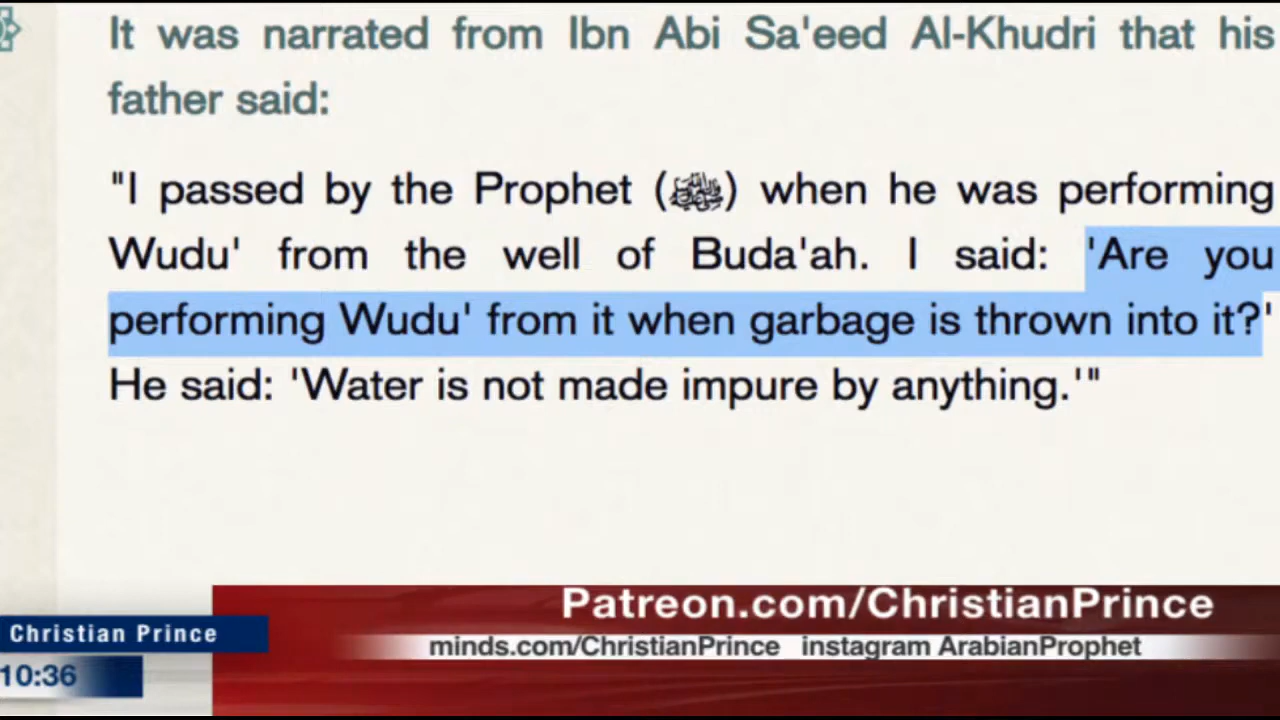 It was narrated from Ibn Abi Sa'eed Al-Khudri that his
father said:
"I passed by the Prophet (ﷺ) when he was performing
Wudu' from the well of Buda'ah. I said: 'Are you
performing Wudu' from it when garbage is thrown into it?'
He said: 'Water is not made impure by anything.'"
Patreon.com/ChristianPrince
Christian Prince
minds.com/ChristianPrince instagram ArabianProphet
10:36